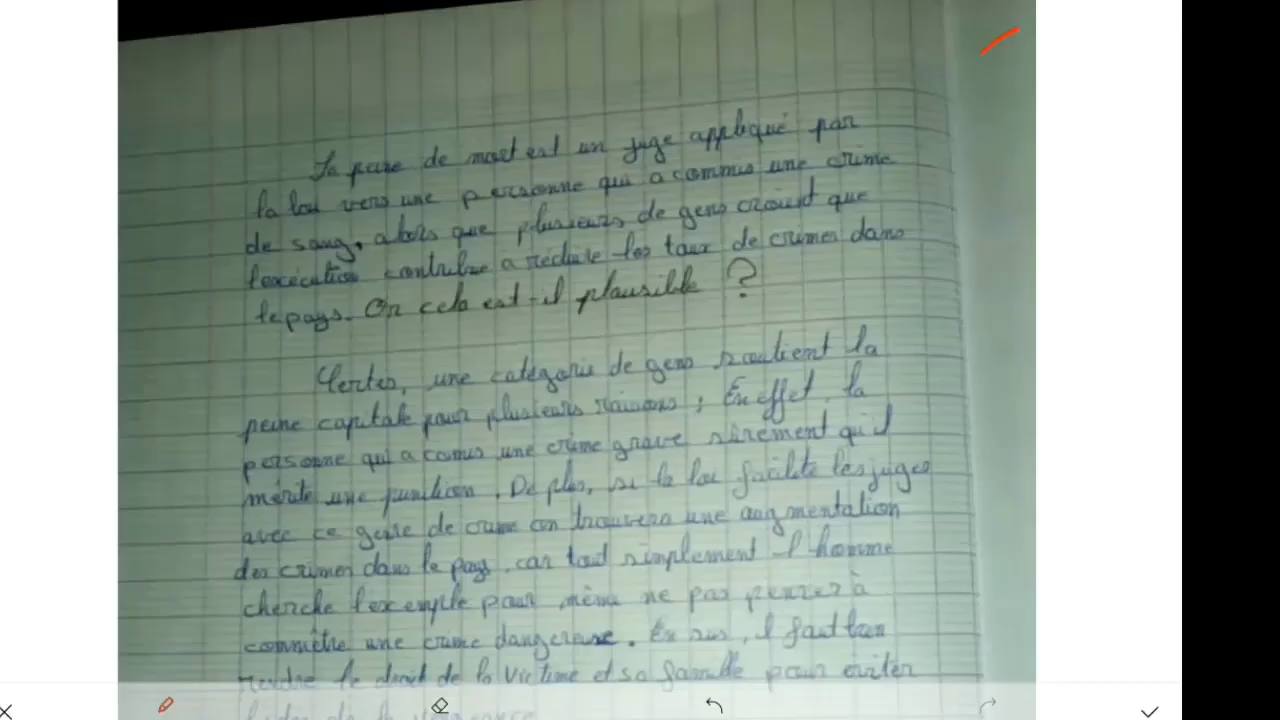 La peine de mort est un juge appliqué par
la loi vers une personne qui a commis une crime
de sang, alors que plusieurs de gens croient que
l'exécution contribue a réduire les taux de crimes dans
le pays. Or cela est-il plausible ?
Certes, une catégorie de gens soutient la
peine capitale pour plusieurs raisons ; En effet, la
personne qui a comus une crime grave sûrement qu'il
mérite une punition. De plus, si la loi facilite les juges
avec ce genre de crime on trouvera une augmentation
des crimes dans le pays, car tout simplement l'homme
cherche l'exemple pour même ne pas penser à
commêtre une crime dangereuse. En sus, il faut bien
rendre le droit de la victime et sa famille pour éviter